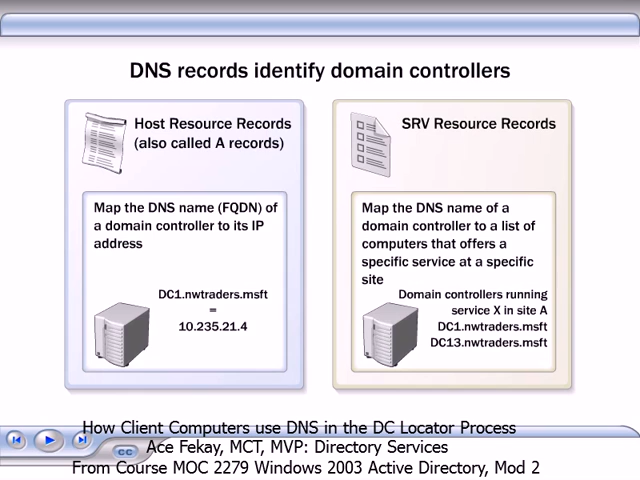 DNS records identify domain controllers
Host Resource Records
(also called A records)
Map the DNS name (FQDN) of
a domain controller to its IP
address
DC1.nwtraders.msft
=
10.235.21.4
SRV Resource Records
Map the DNS name of a
domain controller to a list of
computers that offers a
specific service at a specific
site
Domain controllers running
service X in site A
DC1.nwtraders.msft
DC13.nwtraders.msft
CC
How Client Computers use DNS in the DC Locator Process
Ace Fekay, MCT, MVP: Directory Services
From Course MOC 2279 Windows 2003 Active Directory, Mod 2